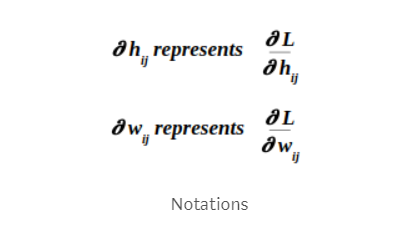 ∂h_ij represents ∂L/∂h_ij
∂w_ij represents ∂L/∂w_ij
Notations